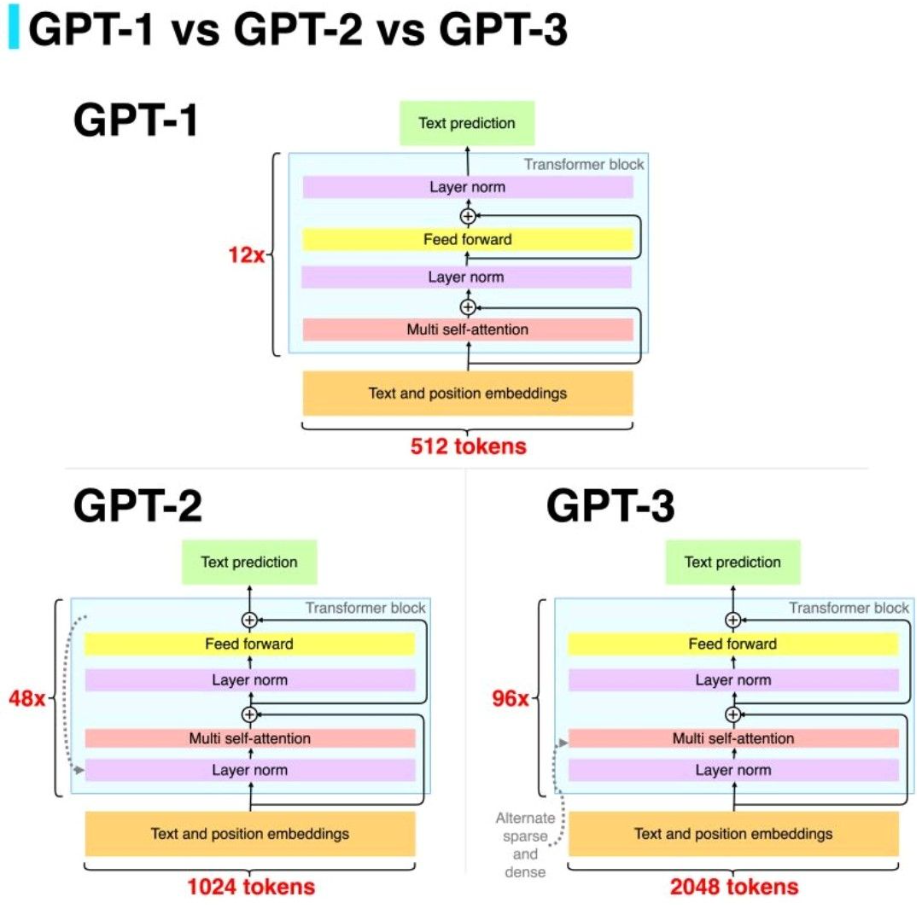 GPT-1 vs GPT-2 vs GPT-3
GPT-1
Text prediction
Transformer block
Layer norm
Feed forward
12x
Layer norm
Multi self-attention
Text and position embeddings
512 tokens
GPT-2
Text prediction
Transformer block
Feed forward
Layer norm
48x
Multi self-attention
Layer norm
Text and position embeddings
1024 tokens
GPT-3
Text prediction
Transformer block
Feed forward
Layer norm
96x
Multi self-attention
Layer norm
Alternate
sparse
and
dense
Text and position embeddings
2048 tokens